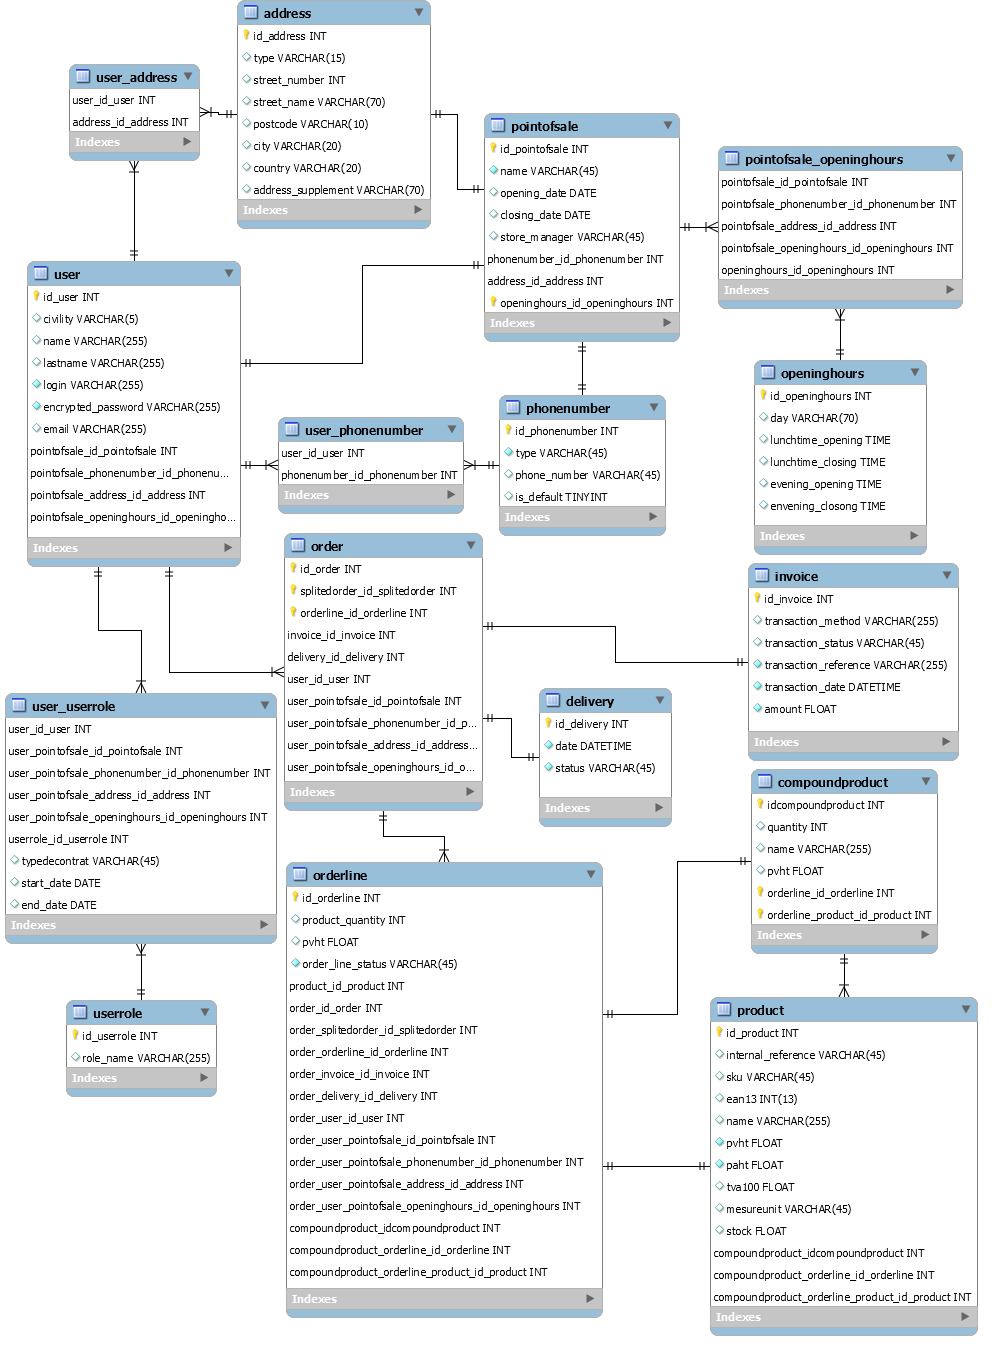 address
id_address INT
type VARCHAR(15)
street_number INT
street_name VARCHAR(70)
postcode VARCHAR(10)
city VARCHAR(20)
country VARCHAR(20)
address_supplement VARCHAR(70)
Indexes
user_address
user_id_user INT
address_id_address INT
Indexes
pointofsale
id_pointofsale INT
name VARCHAR(45)
opening_date DATE
closing_date DATE
store_manager VARCHAR(45)
phonenumber_id_phonenumber INT
address_id_address INT
openinghours_id_openinghours INT
Indexes
pointofsale_openinghours
pointofsale_id_pointofsale INT
pointofsale_phonenumber_id_phonenumber INT
pointofsale_address_id_address INT
pointofsale_openinghours_id_openinghours INT
openinghours_id_openinghours INT
Indexes
user
id_user INT
civility VARCHAR(5)
name VARCHAR(255)
lastname VARCHAR(255)
login VARCHAR(255)
encrypted_password VARCHAR(255)
email VARCHAR(255)
pointofsale_id_pointofsale INT
pointofsale_phonenumber_id_phonenu...
pointofsale_address_id_address INT
pointofsale_openinghours_id_openingho...
Indexes
user_phonenumber
user_id_user INT
phonenumber_id_phonenumber INT
Indexes
phonenumber
id_phonenumber INT
type VARCHAR(45)
phone_number VARCHAR(45)
is_default TINYINT
Indexes
openinghours
id_openinghours INT
day VARCHAR(70)
lunchtime_opening TIME
lunchtime_closing TIME
evening_opening TIME
envening_closong TIME
Indexes
order
id_order INT
splitedorder_id_splitedorder INT
orderline_id_orderline INT
invoice_id_invoice INT
delivery_id_delivery INT
user_id_user INT
user_pointofsale_id_pointofsale INT
user_pointofsale_phonenumber_id_p...
user_pointofsale_address_id_address...
user_pointofsale_openinghours_id_o...
Indexes
invoice
id_invoice INT
transaction_method VARCHAR(255)
transaction_status VARCHAR(45)
transaction_reference VARCHAR(255)
transaction_date DATETIME
amount FLOAT
Indexes
delivery
id_delivery INT
date DATETIME
status VARCHAR(45)
Indexes
user_userrole
user_id_user INT
user_pointofsale_id_pointofsale INT
user_pointofsale_phonenumber_id_phonenumber INT
user_pointofsale_address_id_address INT
user_pointofsale_openinghours_id_openinghours INT
userrole_id_userrole INT
typedecontrat VARCHAR(45)
start_date DATE
end_date DATE
Indexes
compoundproduct
idcompoundproduct INT
quantity INT
name VARCHAR(255)
pvht FLOAT
orderline_id_orderline INT
orderline_product_id_product INT
Indexes
orderline
id_orderline INT
product_quantity INT
pvht FLOAT
order_line_status VARCHAR(45)
product_id_product INT
order_id_order INT
order_splitedorder_id_splitedorder INT
order_orderline_id_orderline INT
order_invoice_id_invoice INT
order_delivery_id_delivery INT
order_user_id_user INT
order_user_pointofsale_id_pointofsale INT
order_user_pointofsale_phonenumber_id_phonenumber INT
order_user_pointofsale_address_id_address INT
order_user_pointofsale_openinghours_id_openinghours INT
compoundproduct_idcompoundproduct INT
compoundproduct_orderline_id_orderline INT
compoundproduct_orderline_product_id_product INT
Indexes
userrole
id_userrole INT
role_name VARCHAR(255)
Indexes
product
id_product INT
internal_reference VARCHAR(45)
sku VARCHAR(45)
ean13 INT(13)
name VARCHAR(255)
pvht FLOAT
paht FLOAT
tva100 FLOAT
mesureunit VARCHAR(45)
stock FLOAT
compoundproduct_idcompoundproduct INT
compoundproduct_orderline_id_orderline INT
compoundproduct_orderline_product_id_product INT
Indexes